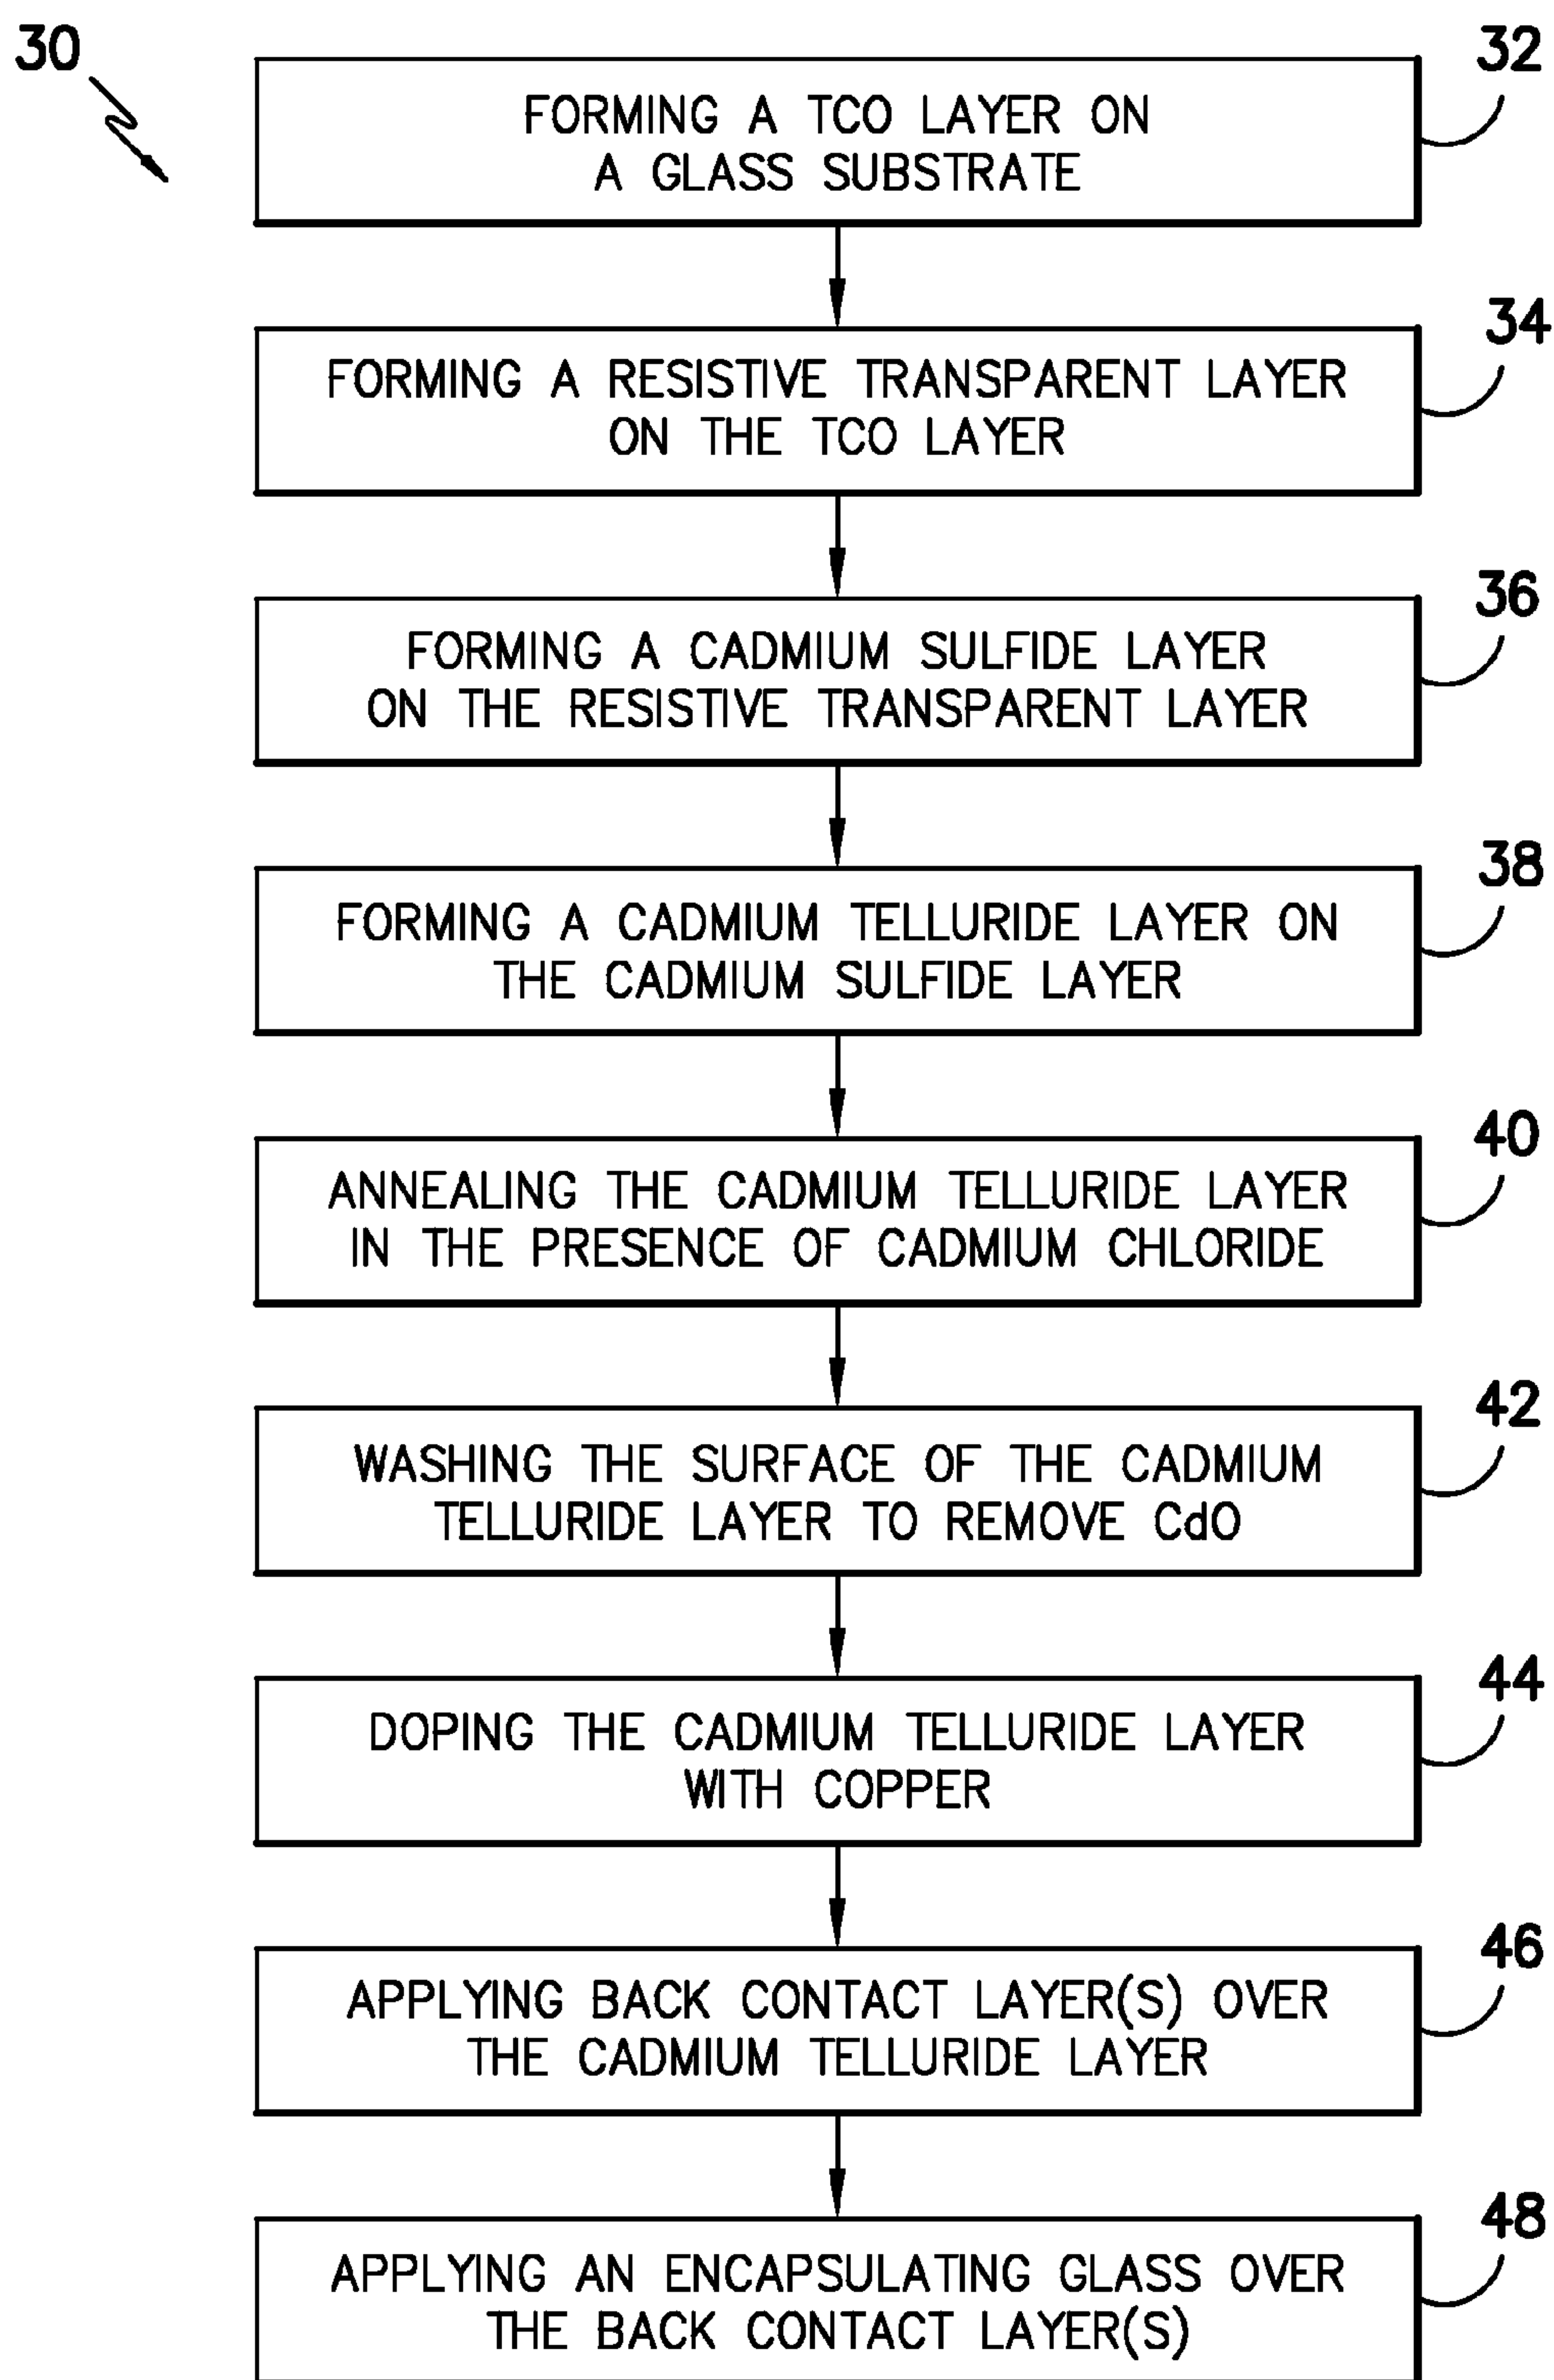 30
32
FORMING A TCO LAYER ON
A GLASS SUBSTRATE
34
FORMING A RESISTIVE TRANSPARENT LAYER
ON THE TCO LAYER
36
FORMING A CADMIUM SULFIDE LAYER
ON THE RESISTIVE TRANSPARENT LAYER
38
FORMING A CADMIUM TELLURIDE LAYER ON
THE CADMIUM SULFIDE LAYER
40
ANNEALING THE CADMIUM TELLURIDE LAYER
IN THE PRESENCE OF CADMIUM CHLORIDE
42
WASHING THE SURFACE OF THE CADMIUM
TELLURIDE LAYER TO REMOVE CdO
44
DOPING THE CADMIUM TELLURIDE LAYER
WITH COPPER
46
APPLYING BACK CONTACT LAYER(S) OVER
THE CADMIUM TELLURIDE LAYER
48
APPLYING AN ENCAPSULATING GLASS OVER
THE BACK CONTACT LAYER(S)